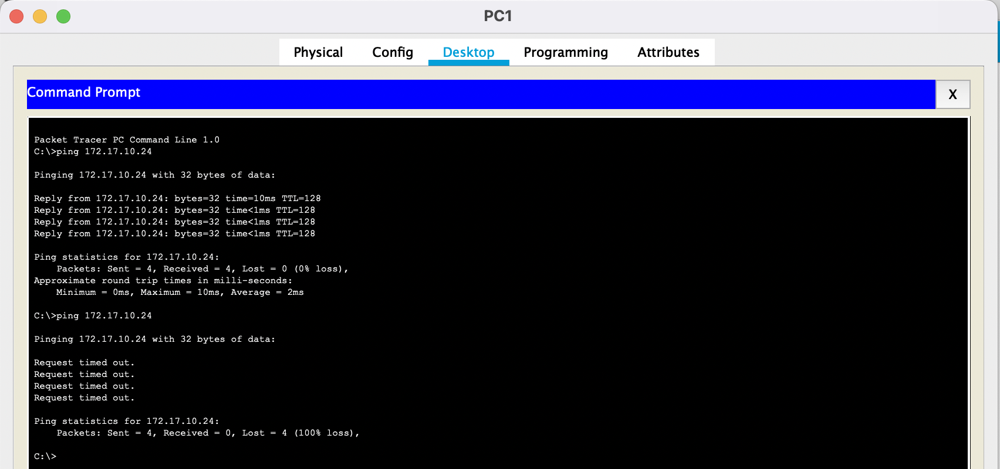 PC1
Physical Config Desktop Programming Attributes
Command Prompt X
Packet Tracer PC Command Line 1.0
C:\>ping 172.17.10.24
Pinging 172.17.10.24 with 32 bytes of data:
Reply from 172.17.10.24: bytes=32 time=10ms TTL=128
Reply from 172.17.10.24: bytes=32 time<1ms TTL=128
Reply from 172.17.10.24: bytes=32 time<1ms TTL=128
Reply from 172.17.10.24: bytes=32 time<1ms TTL=128
Ping statistics for 172.17.10.24:
    Packets: Sent = 4, Received = 4, Lost = 0 (0% loss),
Approximate round trip times in milli-seconds:
    Minimum = 0ms, Maximum = 10ms, Average = 2ms
C:\>ping 172.17.10.24
Pinging 172.17.10.24 with 32 bytes of data:
Request timed out.
Request timed out.
Request timed out.
Request timed out.
Ping statistics for 172.17.10.24:
    Packets: Sent = 4, Received = 0, Lost = 4 (100% loss),
C:\>